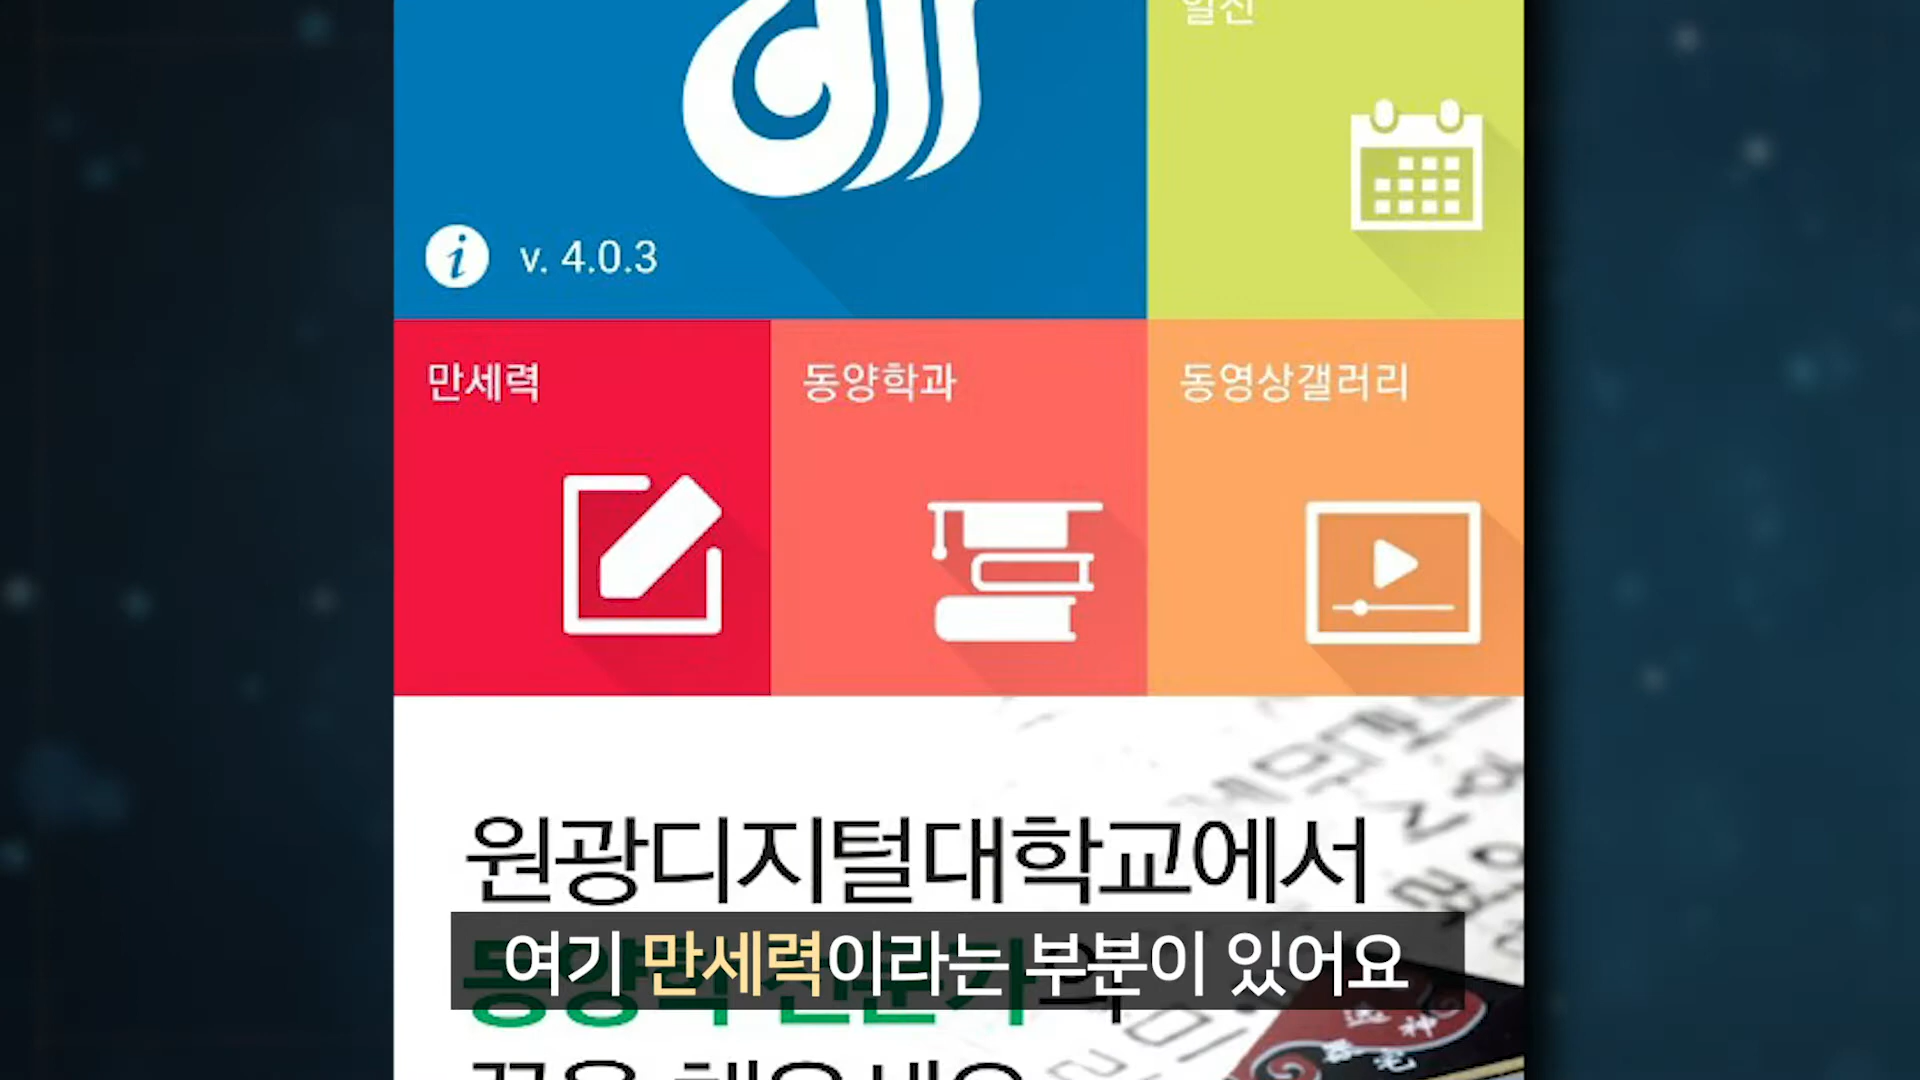 일진
v. 4.0.3
만세력
동양학과
동영상갤러리
원광디지털대학교에서
여기 만세력이라는 부분이 있어요